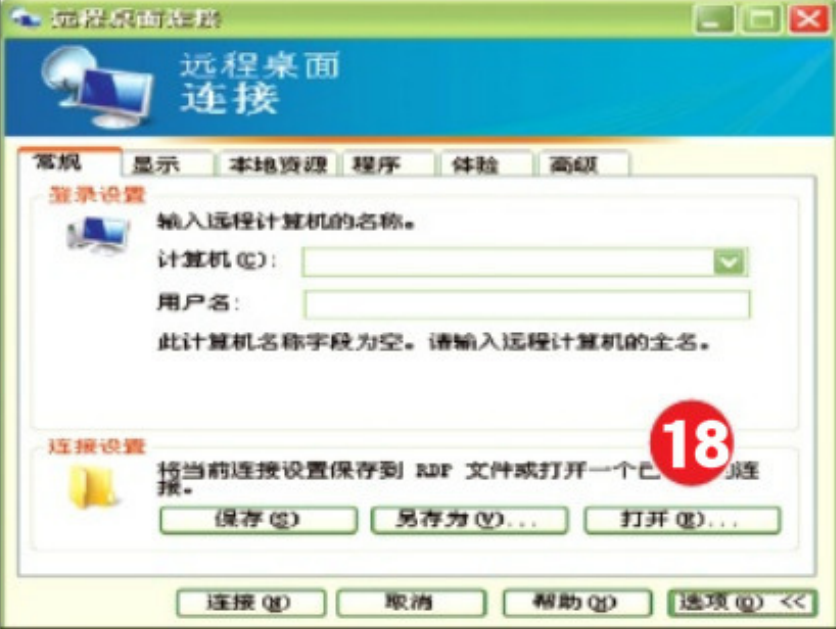 远程桌面连接
远程桌面
连接
常规 显示 本地资源 程序 体验 高级
登录设置
输入远程计算机的名称。
计算机(C):
用户名:
此计算机名称字段为空。请输入远程计算机的全名。
连接设置
18
将当前连接设置保存到 RDP 文件或打开一个已 的连
接。
保存(S) 另存为(V)... 打开(E)...
连接(N) 取消 帮助(H) 选项(O) <<